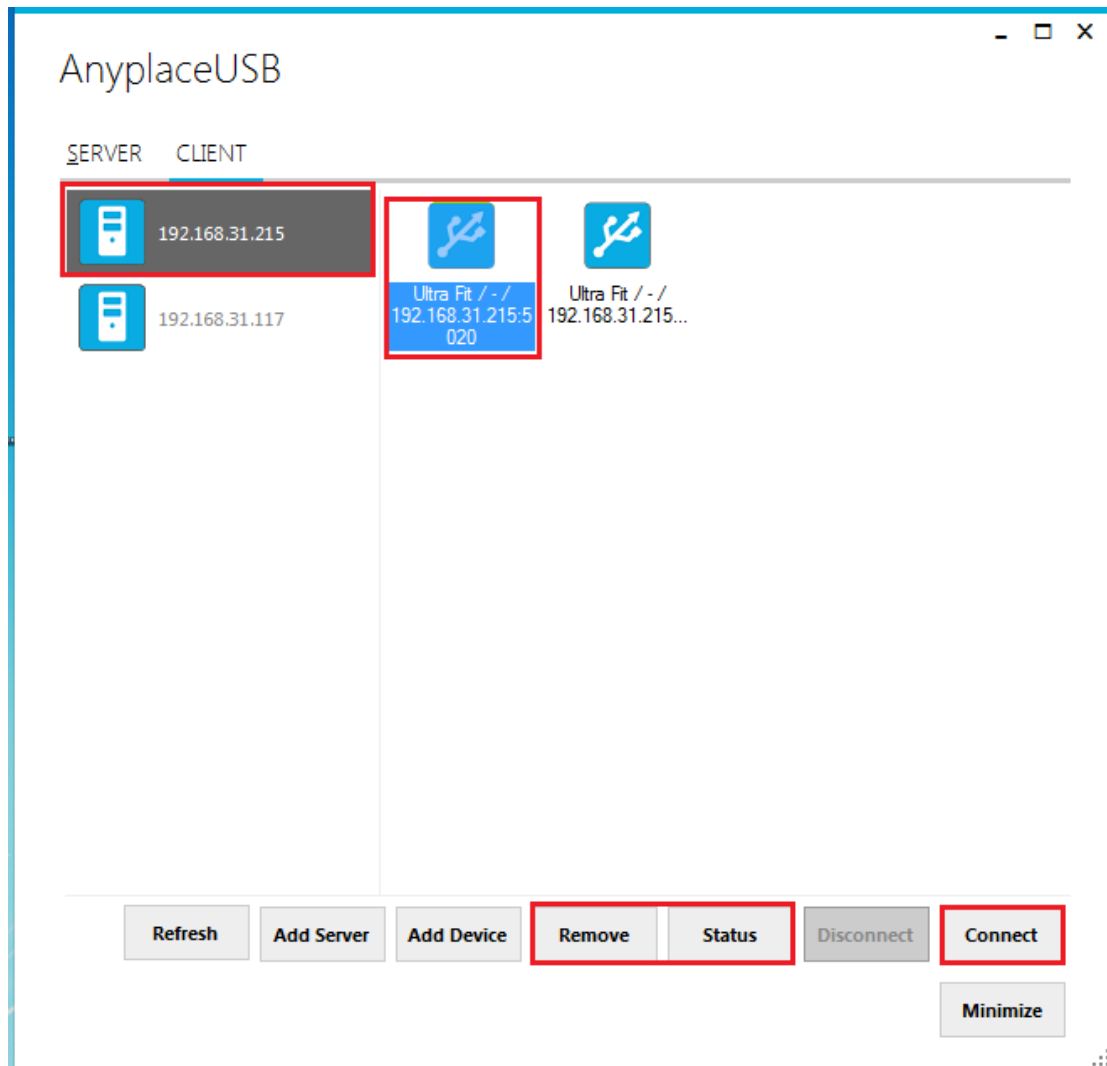 AnyplaceUSB
SERVER CLIENT
192.168.31.215
192.168.31.117
Ultra Fit / - /
192.168.31.215:5
020
Ultra Fit / - /
192.168.31.215...
Refresh Add Server Add Device Remove Status Disconnect Connect
Minimize